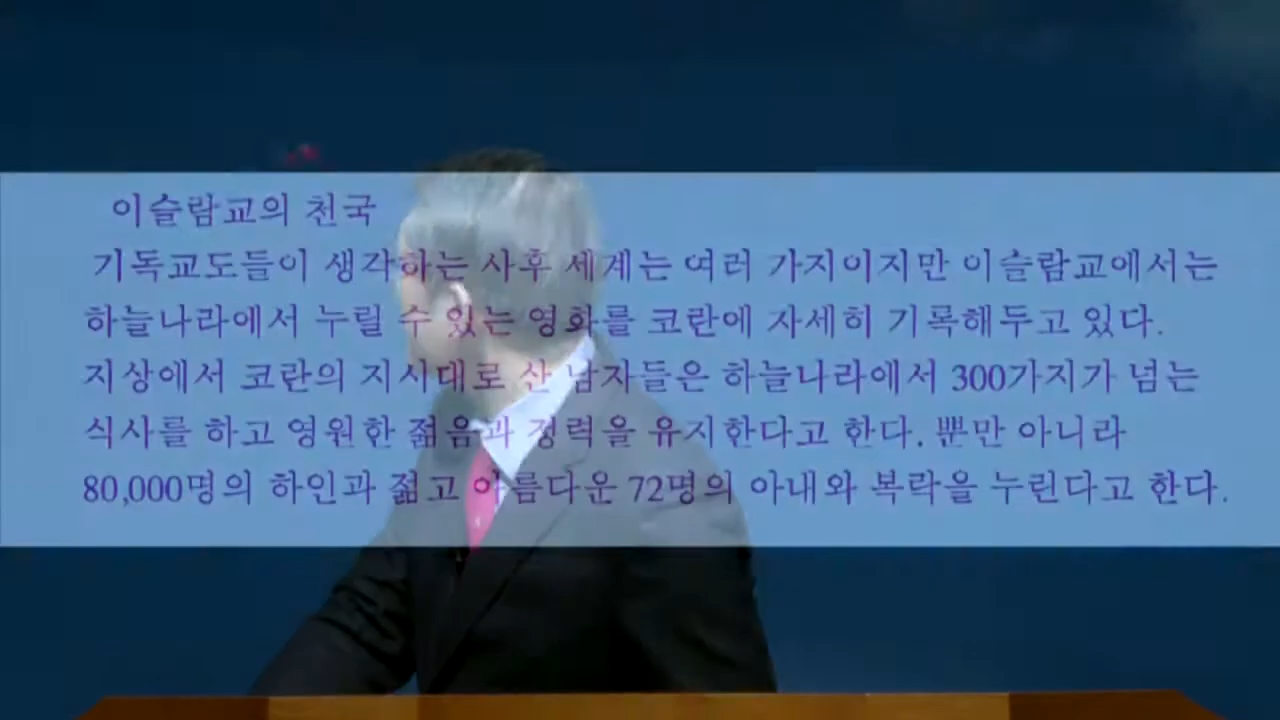 이슬람교의 천국
기독교도들이 생각하는 사후 세계는 여러 가지이지만 이슬람교에서는
하늘나라에서 누릴 수 있는 영화를 코란에 자세히 기록해두고 있다.
지상에서 코란의 지시대로 산 남자들은 하늘나라에서 300가지가 넘는
식사를 하고 영원한 젊음과 정력을 유지한다고 한다. 뿐만 아니라
80,000명의 하인과 젊고 아름다운 72명의 아내와 복락을 누린다고 한다.